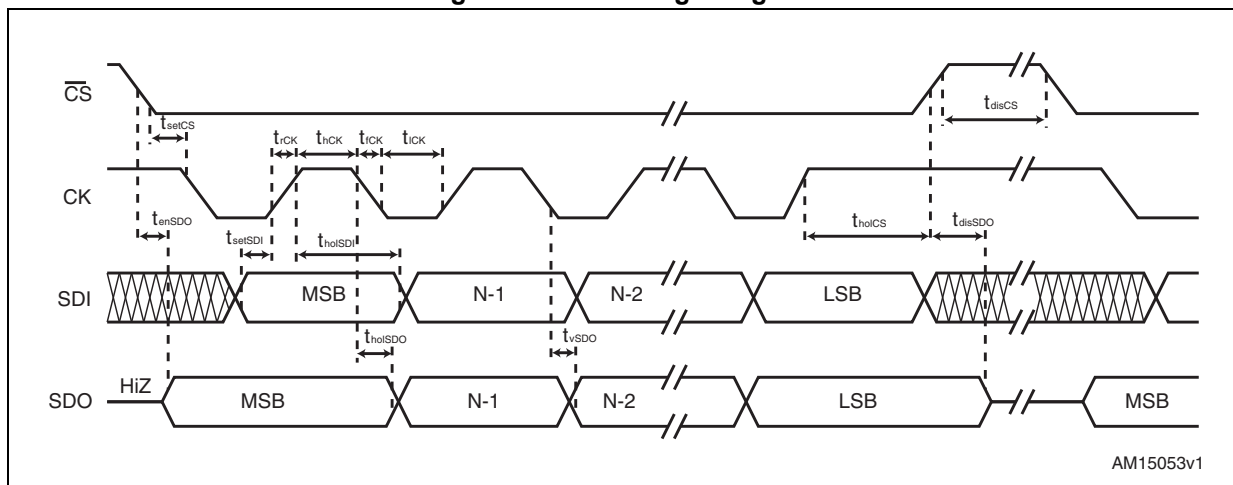 CS
tdisCS
tsetCS
trCK
thCK
tfCK
tlCK
CK
tenSDO
tsetSDI
tholSDI
tholCS
tdisSDO
SDI
MSB
N-1
N-2
LSB
tholSDO
tvSDO
HiZ
SDO
MSB
N-1
N-2
LSB
MSB
AM15053v1